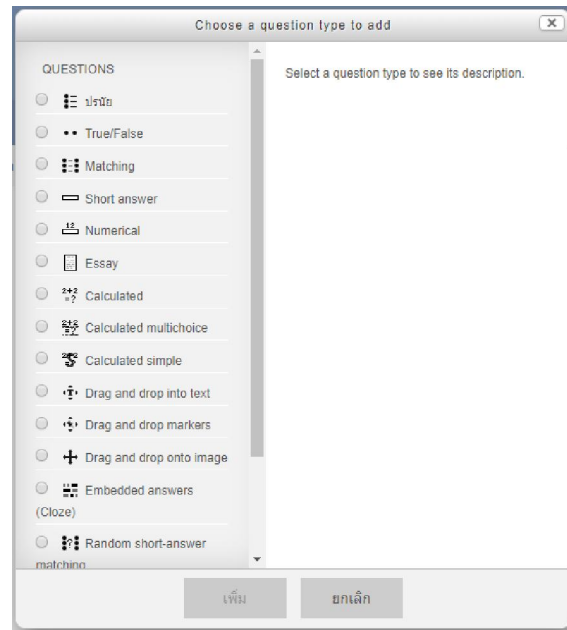 Choose a question type to add
QUESTIONS
Select a question type to see its description.
ปรนัย
True/False
Matching
Short answer
Numerical
Essay
Calculated
Calculated multichoice
Calculated simple
Drag and drop into text
Drag and drop markers
Drag and drop onto image
Embedded answers
(Cloze)
Random short-answer
matching
เพิ่ม
ยกเลิก